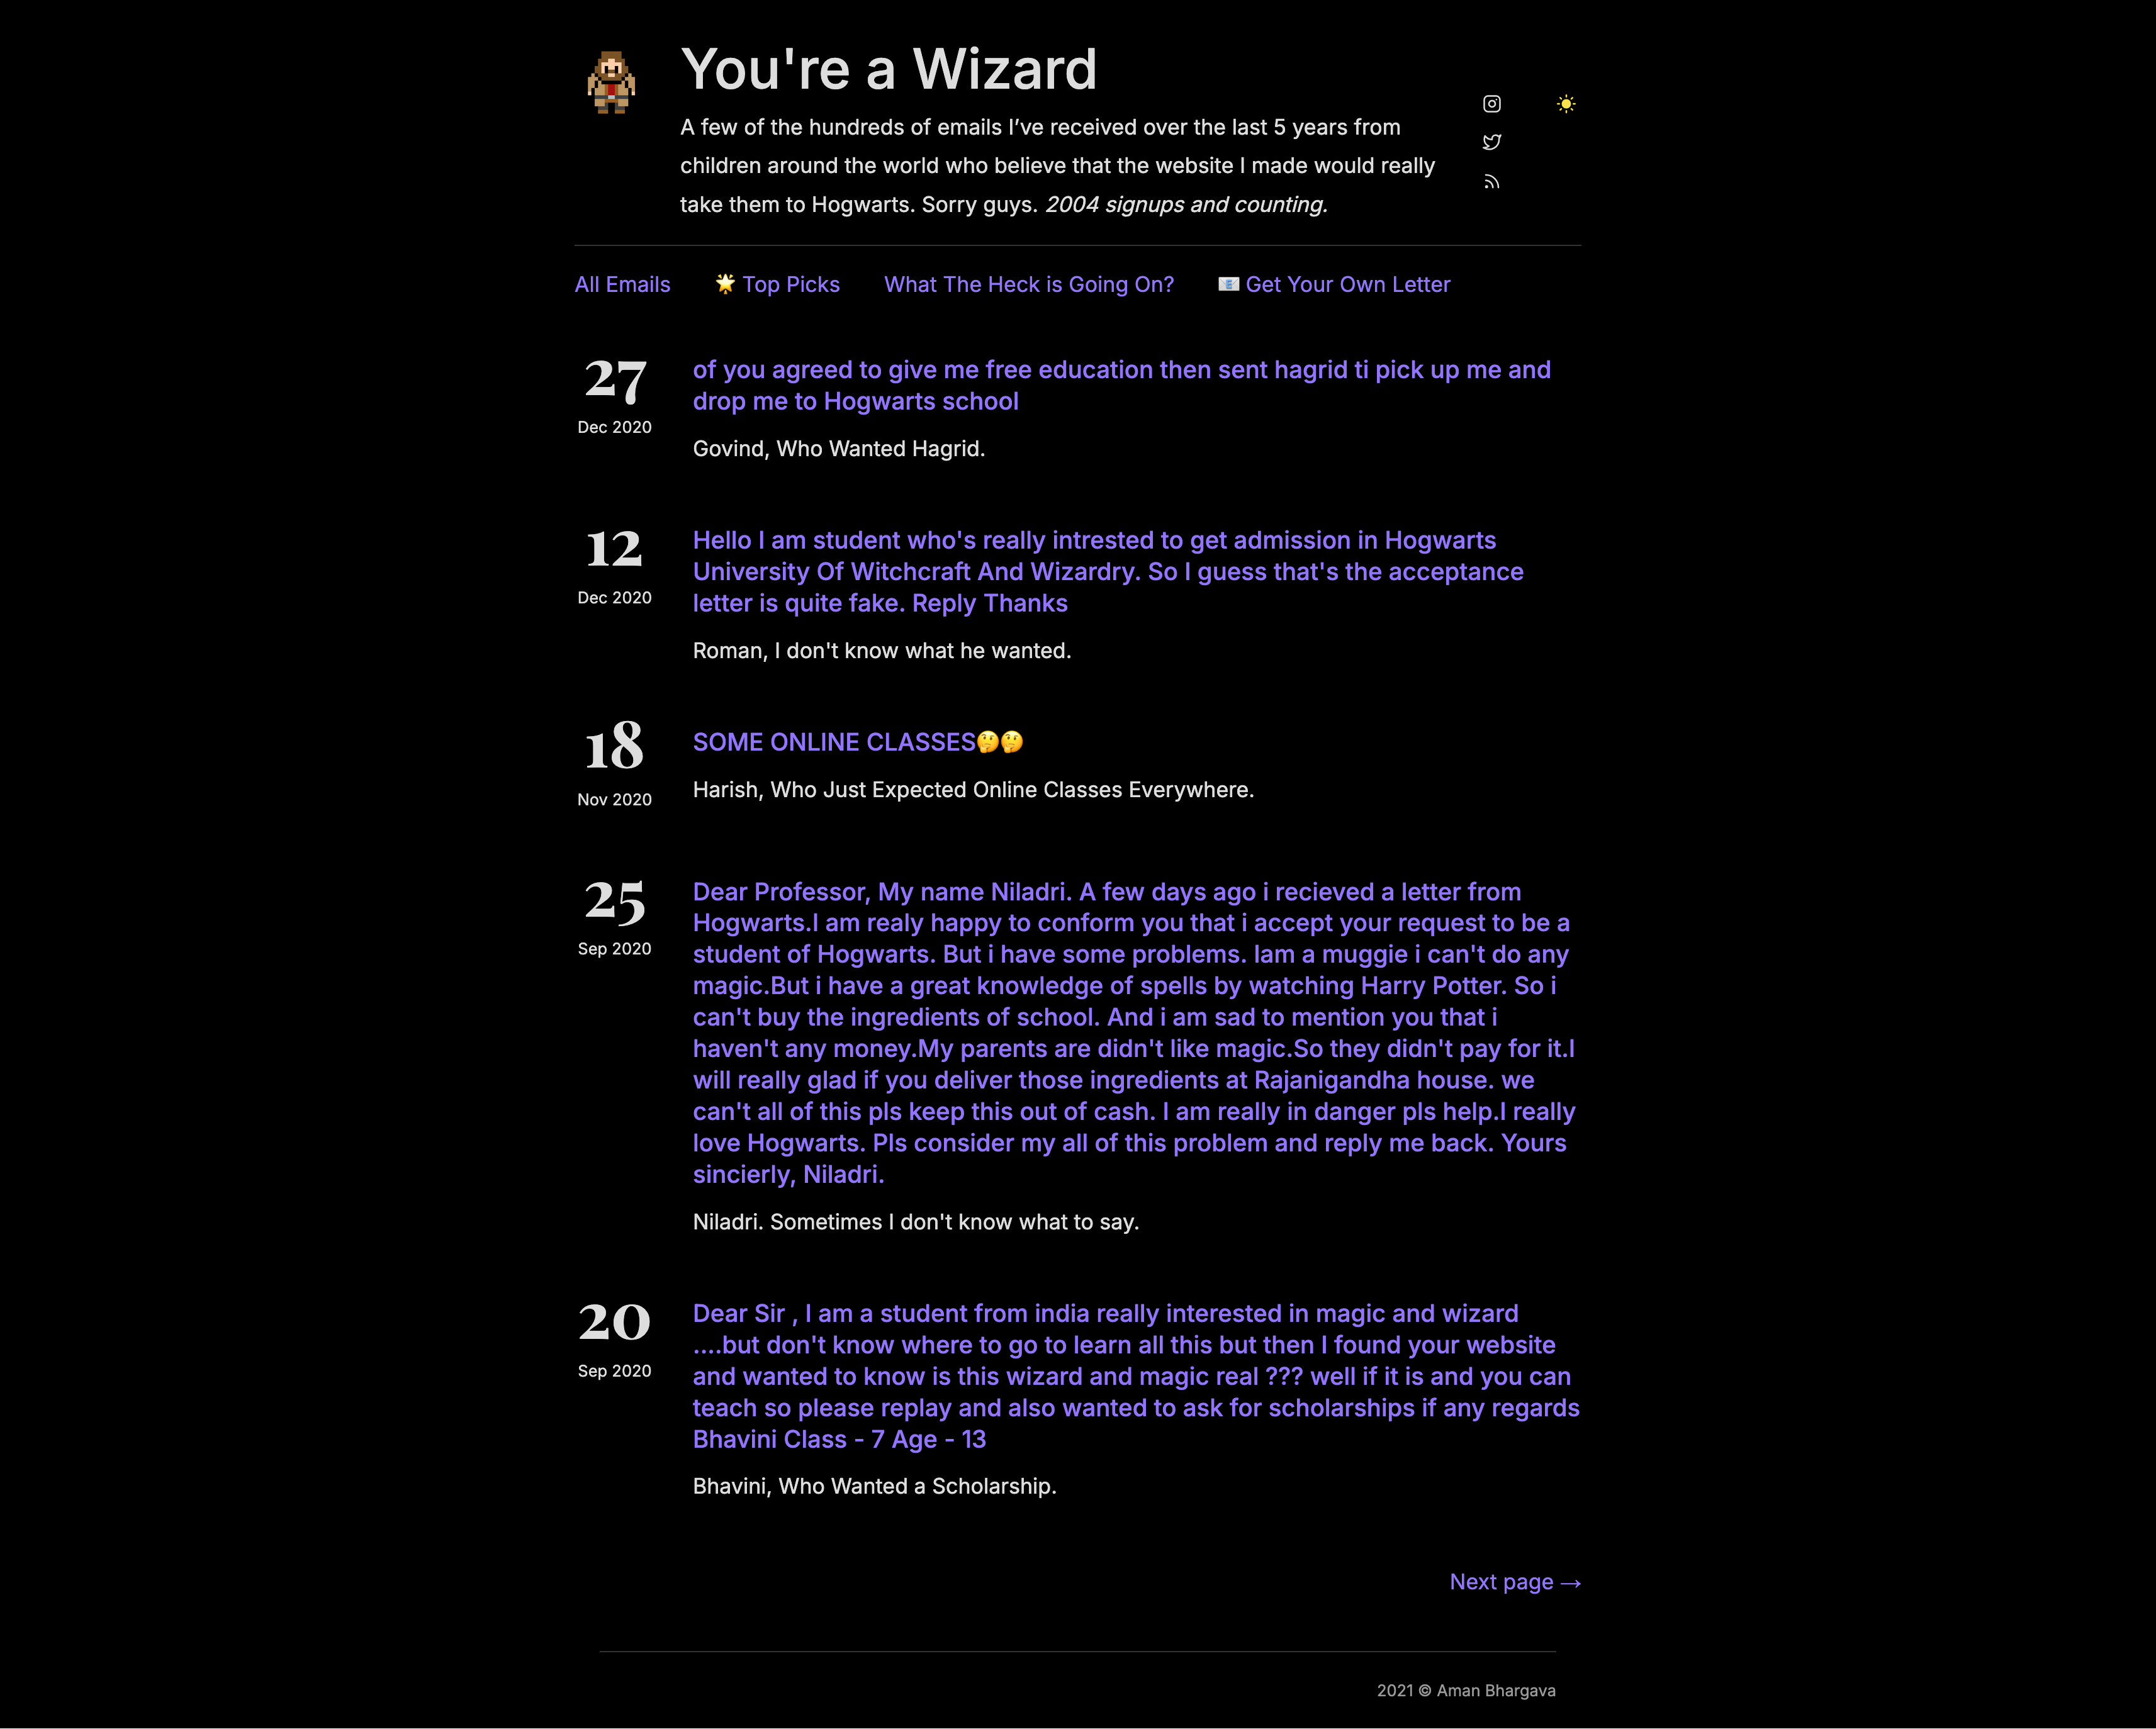 You're a Wizard
A few of the hundreds of emails I’ve received over the last 5 years from
children around the world who believe that the website I made would really
take them to Hogwarts. Sorry guys. 2004 signups and counting.
All Emails 🌟 Top Picks What The Heck is Going On? 📧 Get Your Own Letter
27
Dec 2020
of you agreed to give me free education then sent hagrid ti pick up me and
drop me to Hogwarts school
Govind, Who Wanted Hagrid.
12
Dec 2020
Hello I am student who's really intrested to get admission in Hogwarts
University Of Witchcraft And Wizardry. So I guess that's the acceptance
letter is quite fake. Reply Thanks
Roman, I don't know what he wanted.
18
Nov 2020
SOME ONLINE CLASSES🤔🤔
Harish, Who Just Expected Online Classes Everywhere.
25
Sep 2020
Dear Professor, My name Niladri. A few days ago i recieved a letter from
Hogwarts.I am realy happy to conform you that i accept your request to be a
student of Hogwarts. But i have some problems. Iam a muggie i can't do any
magic.But i have a great knowledge of spells by watching Harry Potter. So i
can't buy the ingredients of school. And i am sad to mention you that i
haven't any money.My parents are didn't like magic.So they didn't pay for it.I
will really glad if you deliver those ingredients at Rajanigandha house. we
can't all of this pls keep this out of cash. I am really in danger pls help.I really
love Hogwarts. Pls consider my all of this problem and reply me back. Yours
sincierly, Niladri.
Niladri. Sometimes I don't know what to say.
20
Sep 2020
Dear Sir , I am a student from india really interested in magic and wizard
....but don't know where to go to learn all this but then I found your website
and wanted to know is this wizard and magic real ??? well if it is and you can
teach so please replay and also wanted to ask for scholarships if any regards
Bhavini Class - 7 Age - 13
Bhavini, Who Wanted a Scholarship.
Next page →
2021 © Aman Bhargava